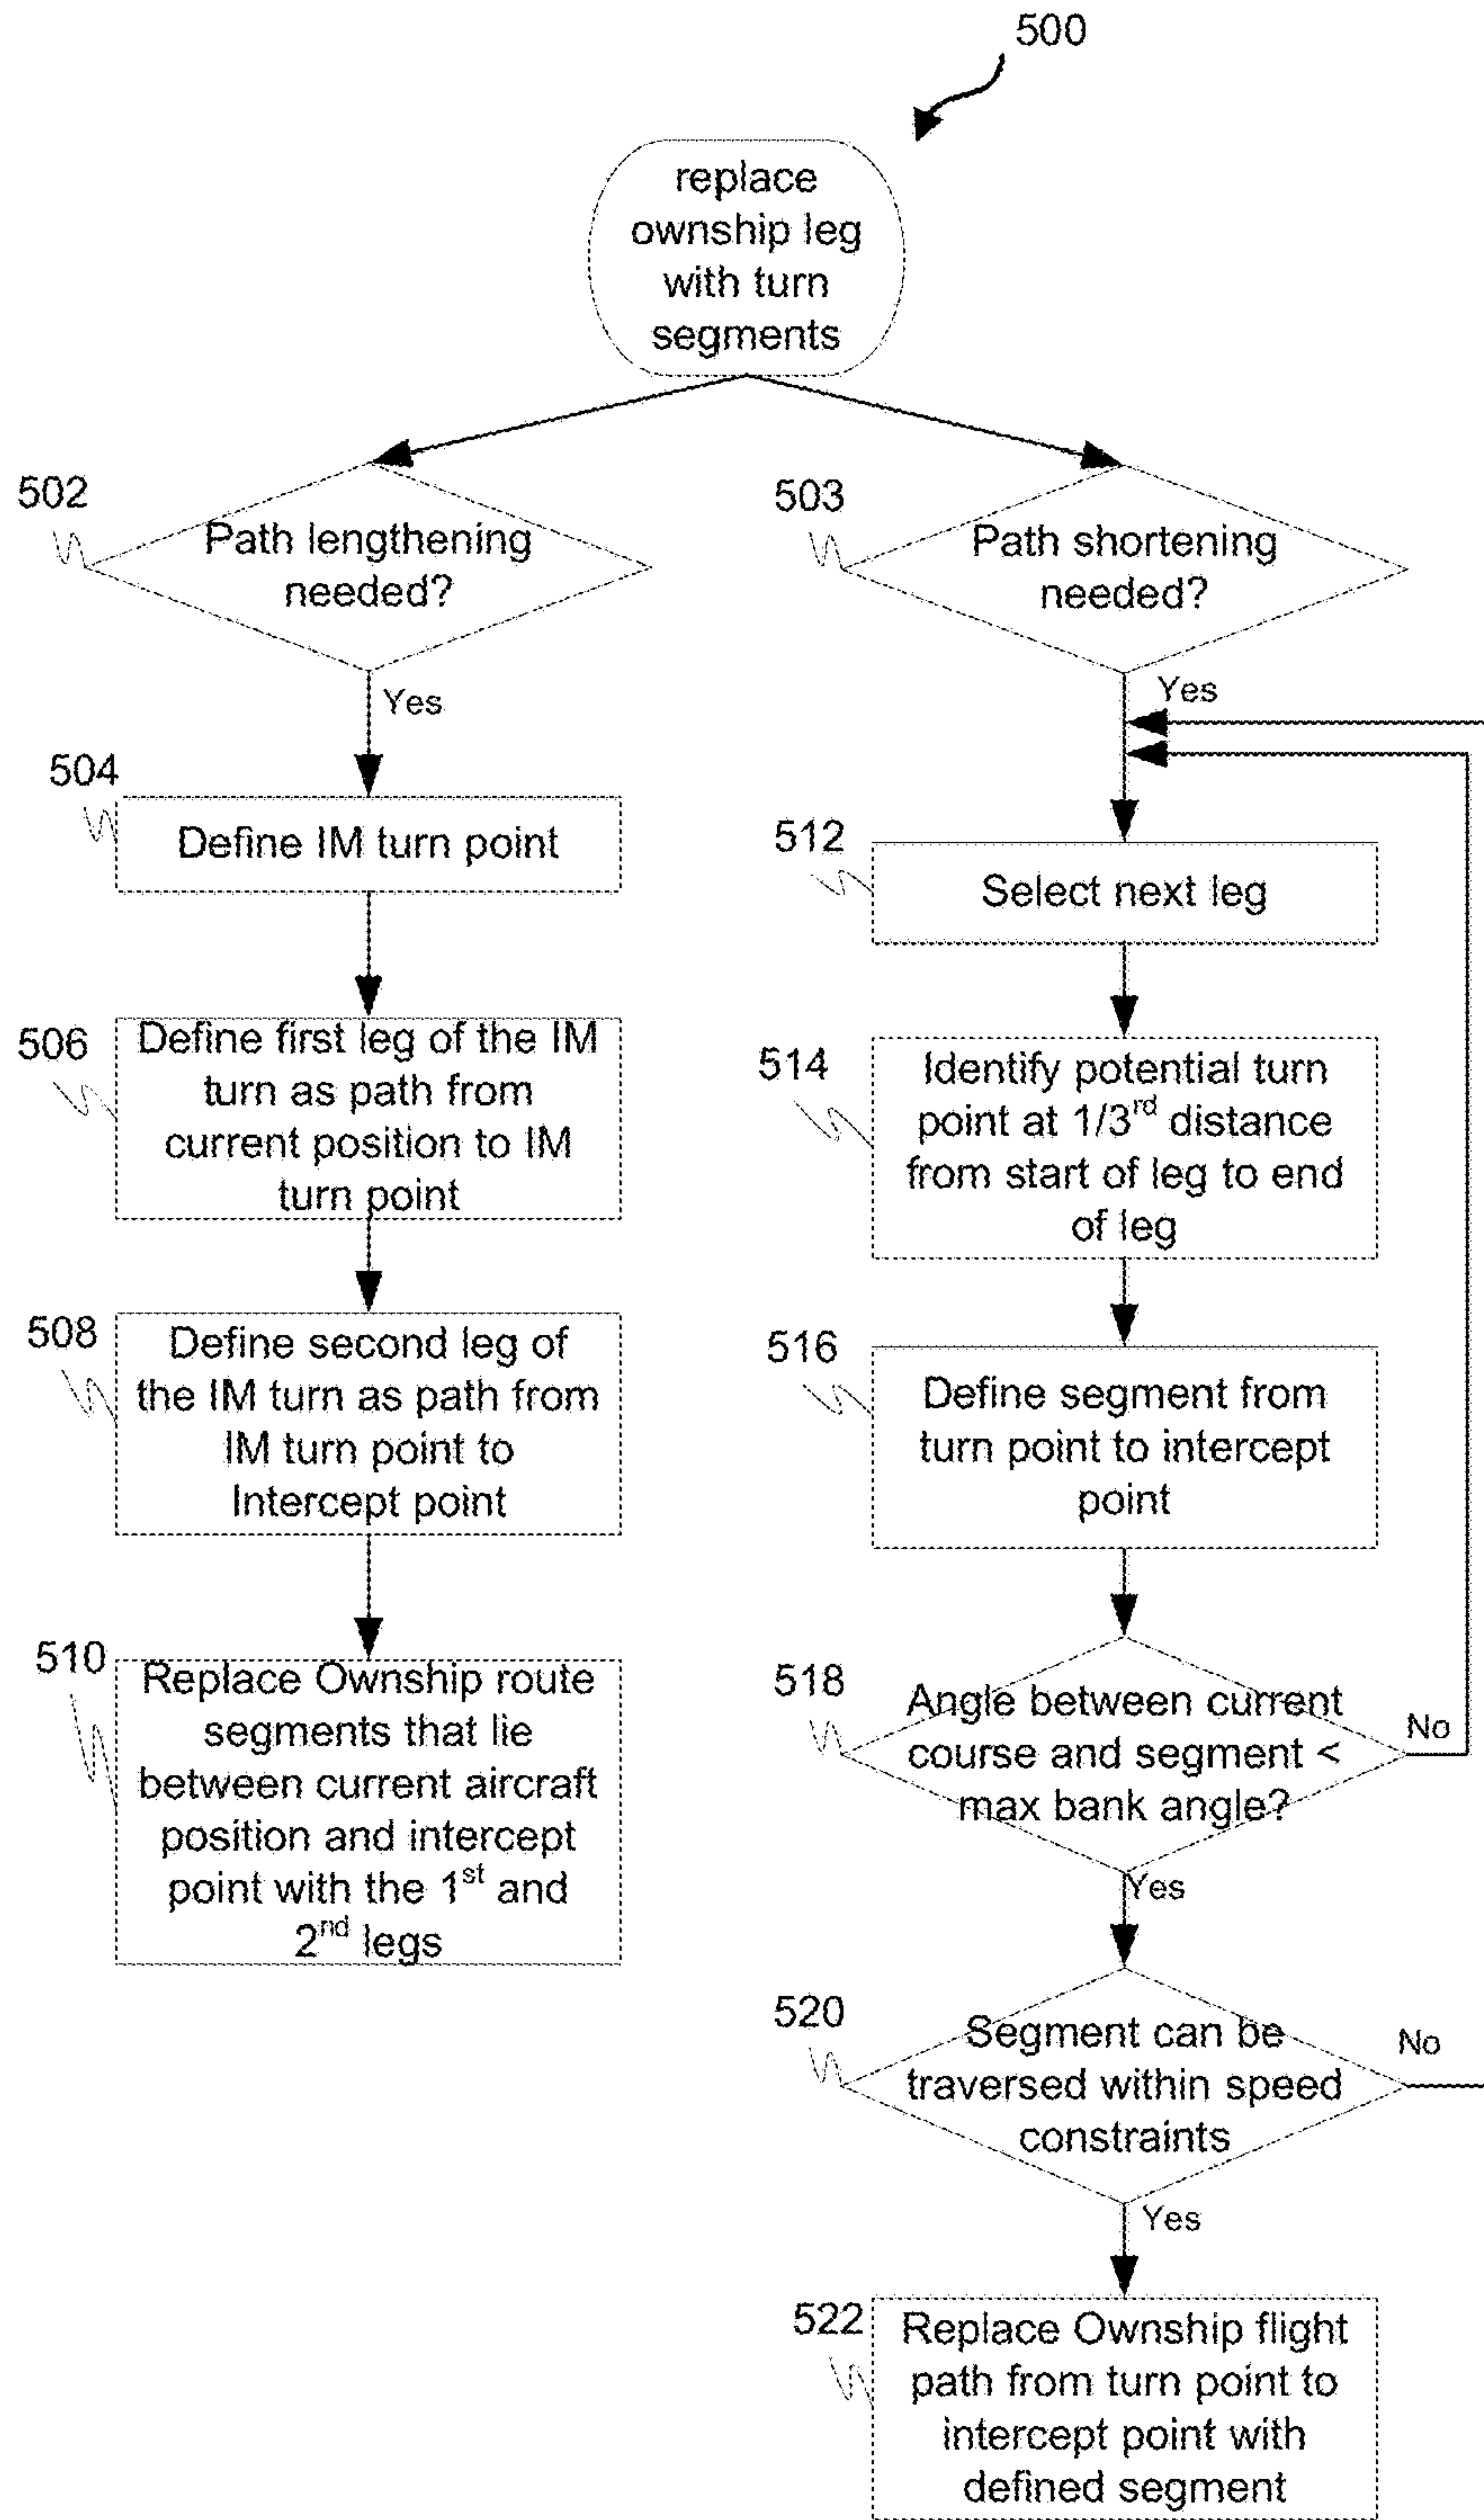 500
replace
ownship leg
with turn
segments
502
Path lengthening
needed?
Yes
504
Define IM turn point
506
Define first leg of the IM
turn as path from
current position to IM
turn point
508
Define second leg of
the IM turn as path from
IM turn point to
Intercept point
510
Replace Ownship route
segments that lie
between current aircraft
position and intercept
point with the 1st and
2nd legs
503
Path shortening
needed?
Yes
512
Select next leg
514
Identify potential turn
point at 1/3rd distance
from start of leg to end
of leg
516
Define segment from
turn point to intercept
point
518
Angle between current
course and segment <
max bank angle?
No
Yes
520
Segment can be
traversed within speed
constraints
No
Yes
522
Replace Ownship flight
path from turn point to
intercept point with
defined segment